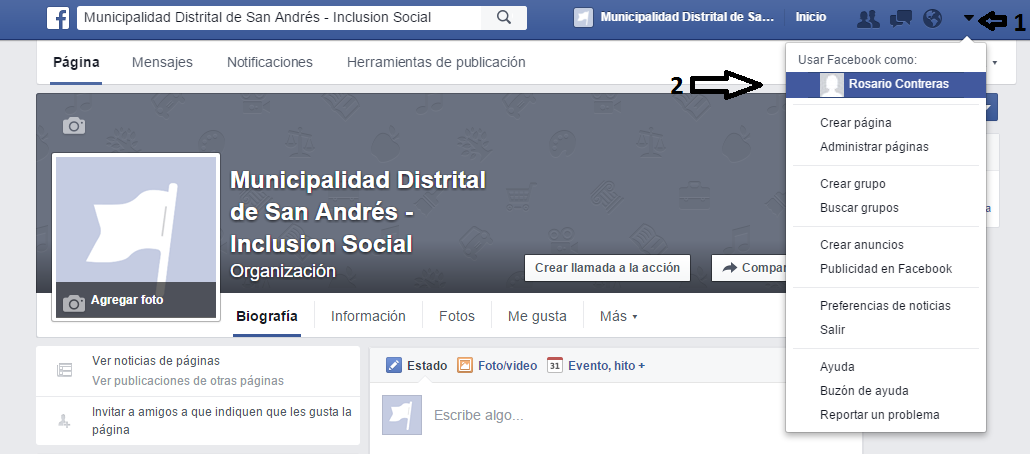 Municipalidad Distrital de San Andrés - Inclusion Social
Municipalidad Distrital de Sa...
Inicio
1
Página
Mensajes
Notificaciones
Herramientas de publicación
Usar Facebook como:
2
Rosario Contreras
Crear página
Administrar páginas
Crear grupo
Buscar grupos
Crear anuncios
Publicidad en Facebook
Preferencias de noticias
Salir
Ayuda
Buzón de ayuda
Reportar un problema
Municipalidad Distrital
de San Andrés -
Inclusion Social
Organización
Crear llamada a la acción
Compar
Agregar foto
Biografía
Información
Fotos
Me gusta
Más
Ver noticias de páginas
Ver publicaciones de otras páginas
Invitar a amigos a que indiquen que les gusta la
página
Estado
Foto/video
31
Evento, hito +
Escribe algo...